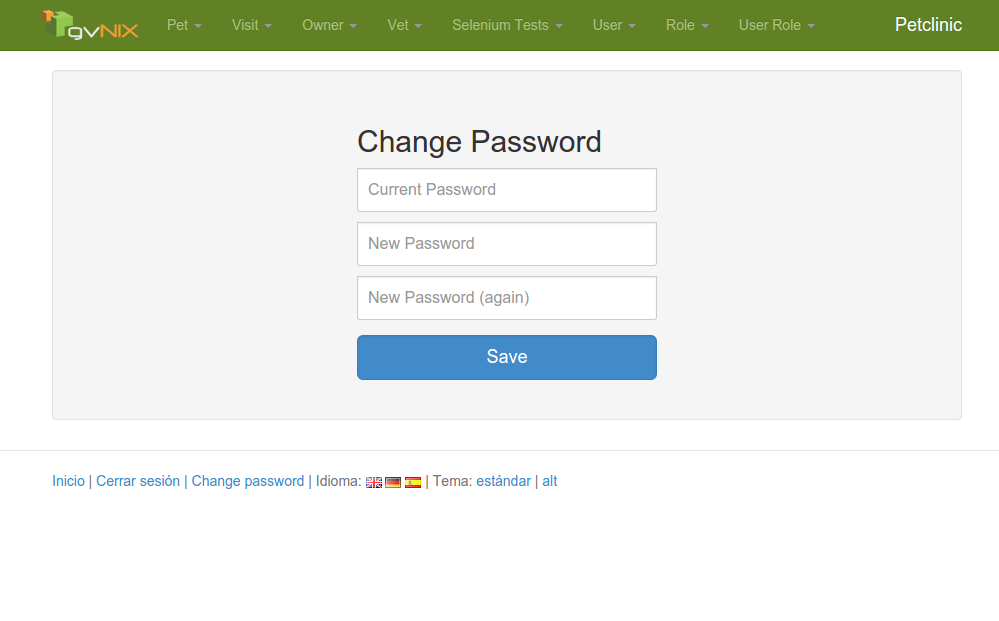 gvNIX Pet Visit Owner Vet Selenium Tests User Role User Role Petclinic
Change Password
Current Password
New Password
New Password (again)
Save
Inicio | Cerrar sesión | Change password | Idioma: | Tema: estándar | alt